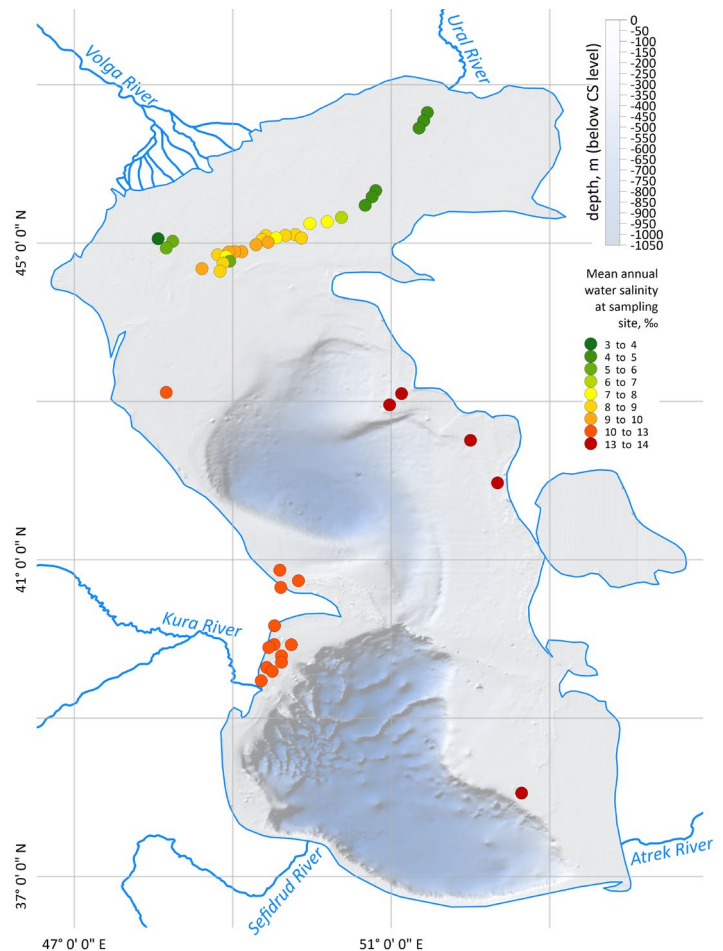 Volga River
Ural River
depth, m (below CS level)
0
-50
-100
-150
-200
-250
-300
-350
-400
-450
-500
-550
-600
-650
-700
-750
-800
-850
-900
-950
-1000
-1050
45° 0' 0" N
Mean annual
water salinity
at sampling
site, ‰
3 to 4
4 to 5
5 to 6
6 to 7
7 to 8
8 to 9
9 to 10
10 to 13
13 to 14
41° 0' 0" N
Kura River
37° 0' 0" N
Sefidrud River
Atrek River
47° 0' 0" E
51° 0' 0" E